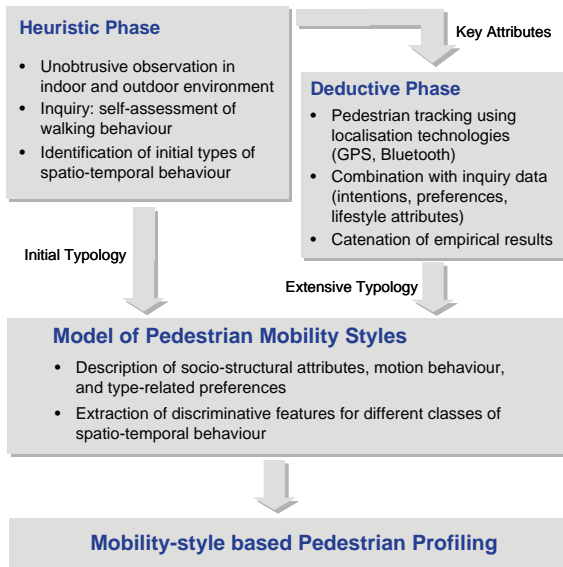 Heuristic Phase
• Unobtrusive observation in
indoor and outdoor environment
• Inquiry: self-assessment of
walking behaviour
• Identification of initial types of
spatio-temporal behaviour
Key Attributes
Deductive Phase
• Pedestrian tracking using
localisation technologies
(GPS, Bluetooth)
• Combination with inquiry data
(intentions, preferences,
lifestyle attributes)
• Catenation of empirical results
Initial Typology
Extensive Typology
Model of Pedestrian Mobility Styles
• Description of socio-structural attributes, motion behaviour,
and type-related preferences
• Extraction of discriminative features for different classes of
spatio-temporal behaviour
Mobility-style based Pedestrian Profiling